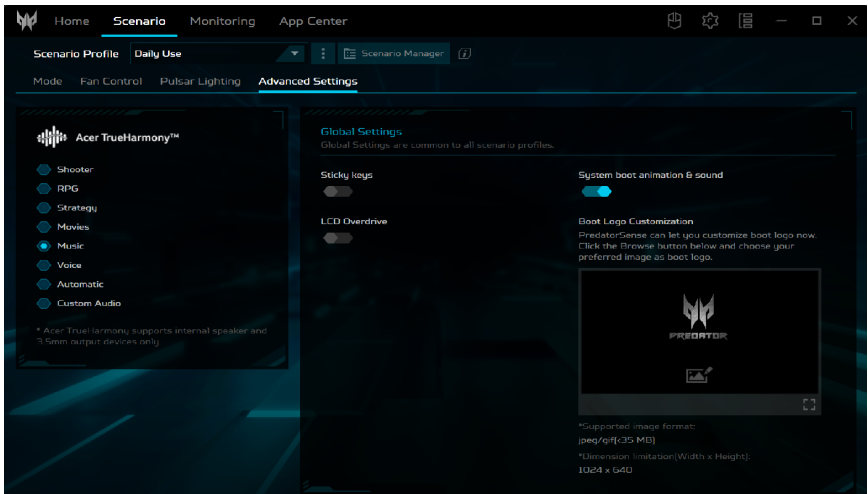 Home Scenario Monitoring App Center
Scenario Profile Daily Use Scenario Manager
Mode Fan Control Pulsar Lighting Advanced Settings
Acer TrueHarmony™
Shooter
RPG
Strategy
Movies
Music
Voice
Automatic
Custom Audio
* Acer TrueHarmony supports internal speaker and
3.5mm output devices only
Global Settings
Global Settings are common to all scenario profiles.
Sticky keys
LCD Overdrive
System boot animation & sound
Boot Logo Customization
PredatorSense can let you customize boot logo now.
Click the Browse button below and choose your
preferred image as boot logo.
PREDATOR
*Supported image format:
jpeg/gif(<35 MB)
*Dimension limitation(Width x Height):
1024 x 640